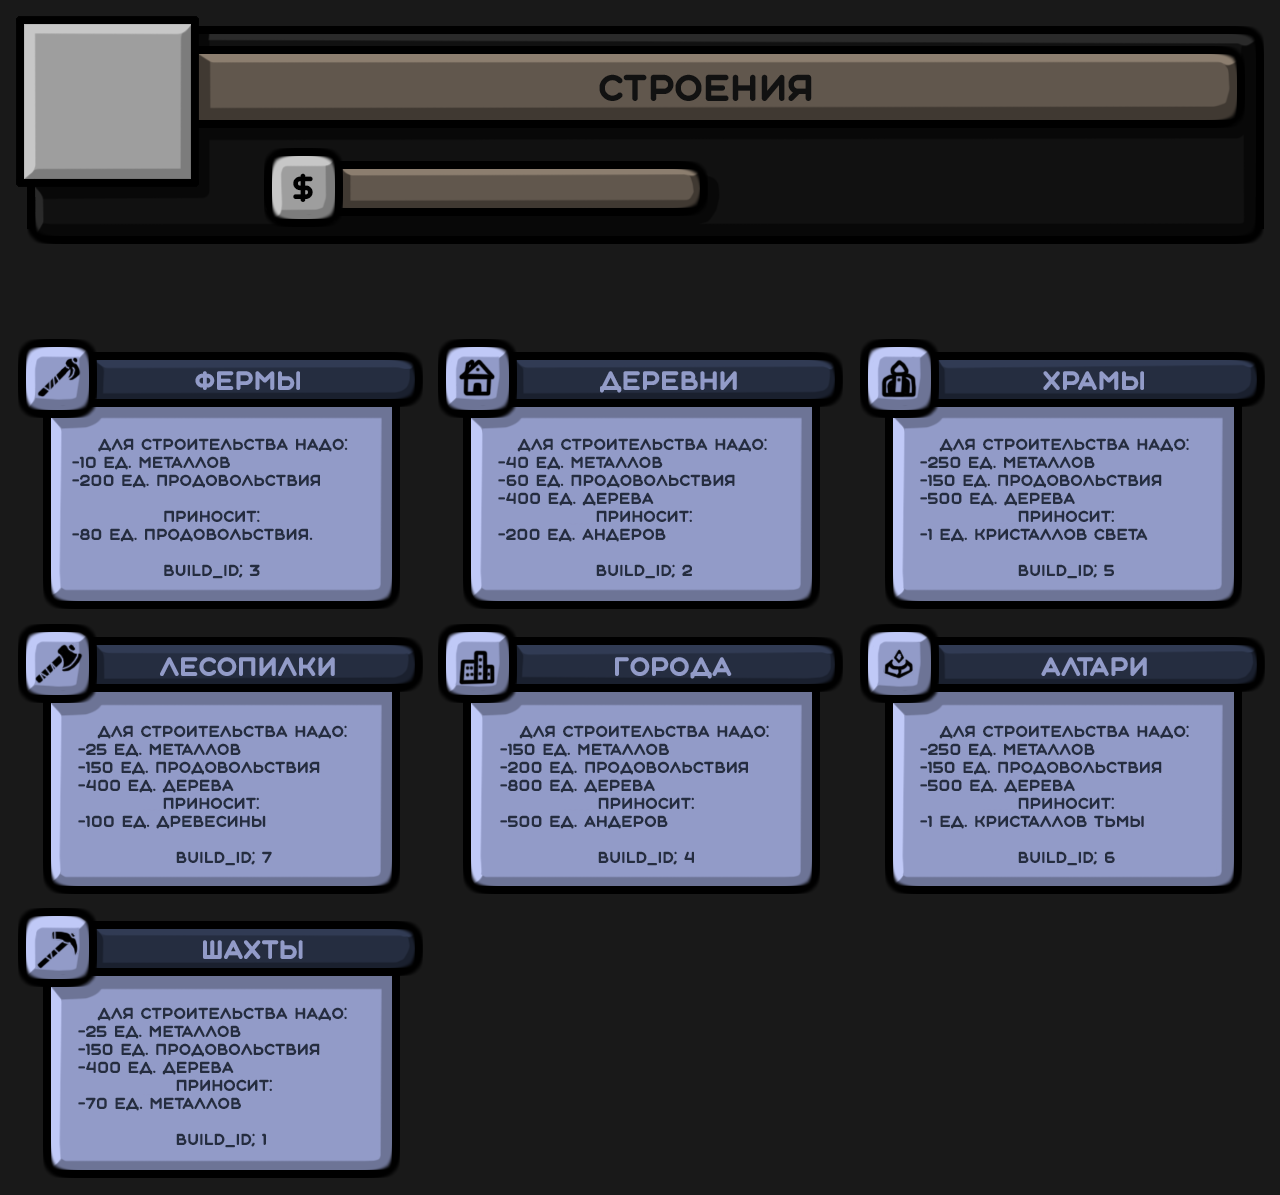 СТРОЕНИЯ
$
ФЕРМЫ
ДЛЯ СТРОИТЕЛЬСТВА НАДО:
-10 ЕД. МЕТАЛЛОВ
-200 ЕД. ПРОДОВОЛЬСТВИЯ
ПРИНОСИТ:
-80 ЕД. ПРОДОВОЛЬСТВИЯ.
BUILD_ID; 3
ДЕРЕВНИ
ДЛЯ СТРОИТЕЛЬСТВА НАДО:
-40 ЕД. МЕТАЛЛОВ
-60 ЕД. ПРОДОВОЛЬСТВИЯ
-400 ЕД. ДЕРЕВА
ПРИНОСИТ:
-200 ЕД. АНДЕРОВ
BUILD_ID; 2
ХРАМЫ
ДЛЯ СТРОИТЕЛЬСТВА НАДО:
-250 ЕД. МЕТАЛЛОВ
-150 ЕД. ПРОДОВОЛЬСТВИЯ
-500 ЕД. ДЕРЕВА
ПРИНОСИТ:
-1 ЕД. КРИСТАЛЛОВ СВЕТА
BUILD_ID; 5
ЛЕСОПИЛКИ
ДЛЯ СТРОИТЕЛЬСТВА НАДО:
-25 ЕД. МЕТАЛЛОВ
-150 ЕД. ПРОДОВОЛЬСТВИЯ
-400 ЕД. ДЕРЕВА
ПРИНОСИТ:
-100 ЕД. ДРЕВЕСИНЫ
BUILD_ID; 7
ГОРОДА
ДЛЯ СТРОИТЕЛЬСТВА НАДО:
-150 ЕД. МЕТАЛЛОВ
-200 ЕД. ПРОДОВОЛЬСТВИЯ
-800 ЕД. ДЕРЕВА
ПРИНОСИТ:
-500 ЕД. АНДЕРОВ
BUILD_ID; 4
АЛТАРИ
ДЛЯ СТРОИТЕЛЬСТВА НАДО:
-250 ЕД. МЕТАЛЛОВ
-150 ЕД. ПРОДОВОЛЬСТВИЯ
-500 ЕД. ДЕРЕВА
ПРИНОСИТ:
-1 ЕД. КРИСТАЛЛОВ ТЬМЫ
BUILD_ID; 6
ШАХТЫ
ДЛЯ СТРОИТЕЛЬСТВА НАДО:
-25 ЕД. МЕТАЛЛОВ
-150 ЕД. ПРОДОВОЛЬСТВИЯ
-400 ЕД. ДЕРЕВА
ПРИНОСИТ:
-70 ЕД. МЕТАЛЛОВ
BUILD_ID; 1